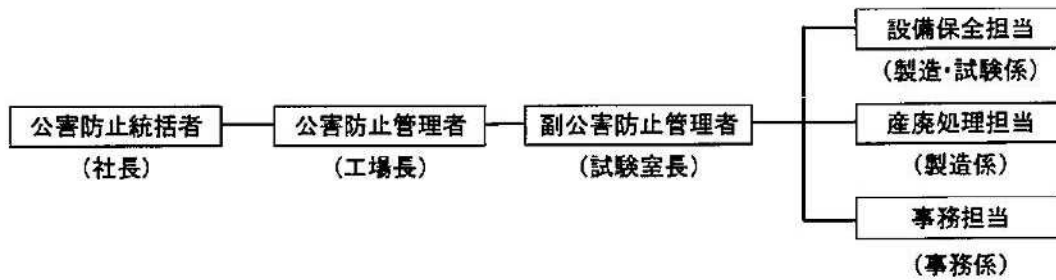 設備保全担当
(製造・試験係)
公害防止統括者
(社長)
公害防止管理者
(工場長)
副公害防止管理者
(試験室長)
産廃処理担当
(製造係)
事務担当
(事務係)